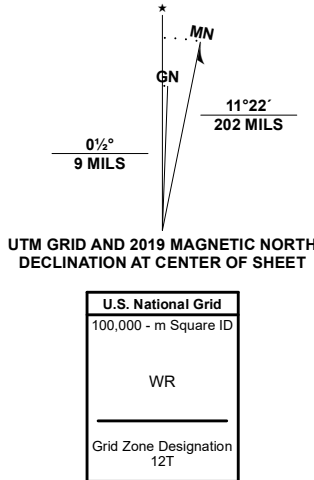 ★
MN
GN
11°22´
202 MILS
0½°
9 MILS
UTM GRID AND 2019 MAGNETIC NORTH
DECLINATION AT CENTER OF SHEET
U.S. National Grid
100,000 - m Square ID
WR
Grid Zone Designation
12T